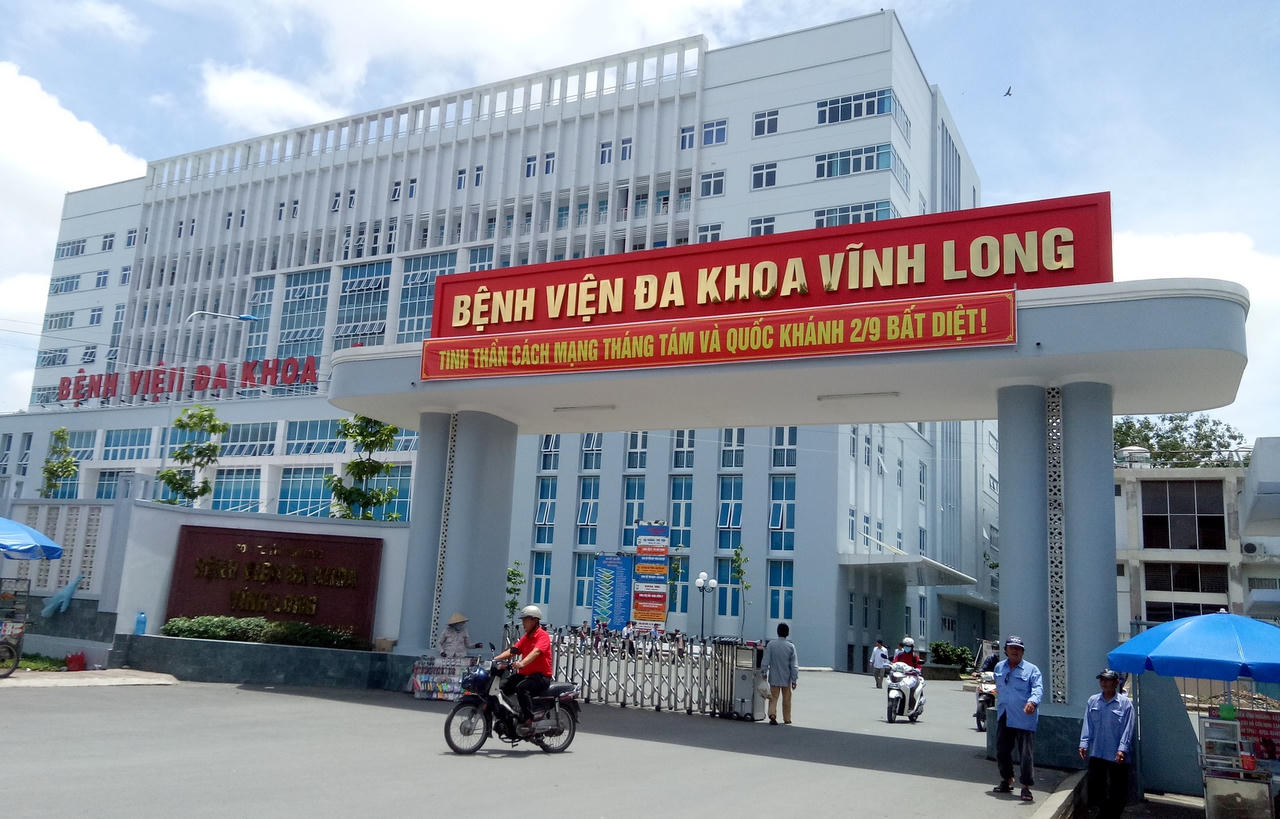 BỆNH VIỆN ĐA KHOA VĨNH LONG
TINH THẦN CÁCH MẠNG THÁNG TÁM VÀ QUỐC KHÁNH 2/9 BẤT DIỆT!
BỆNH VIỆN ĐA KHOA
BỆNH VIỆN ĐA KHOA
VĨNH LONG